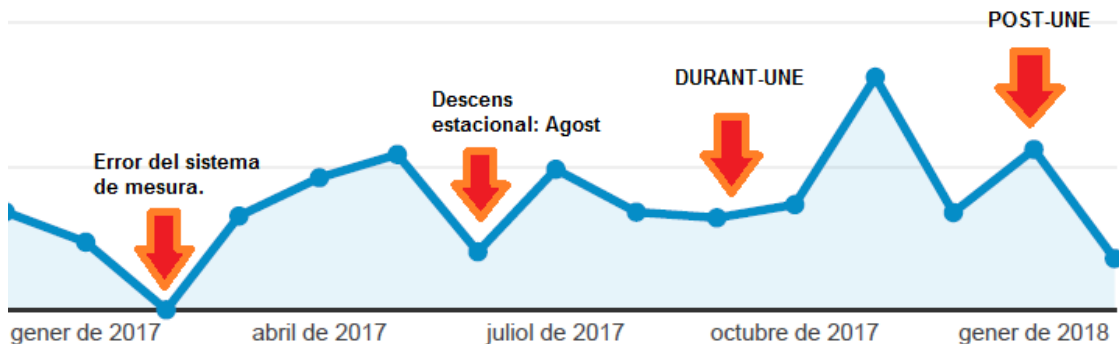 POST-UNE
DURANT-UNE
Descens
estacional: Agost
Error del sistema
de mesura.
gener de 2017
abril de 2017
juliol de 2017
octubre de 2017
gener de 2018